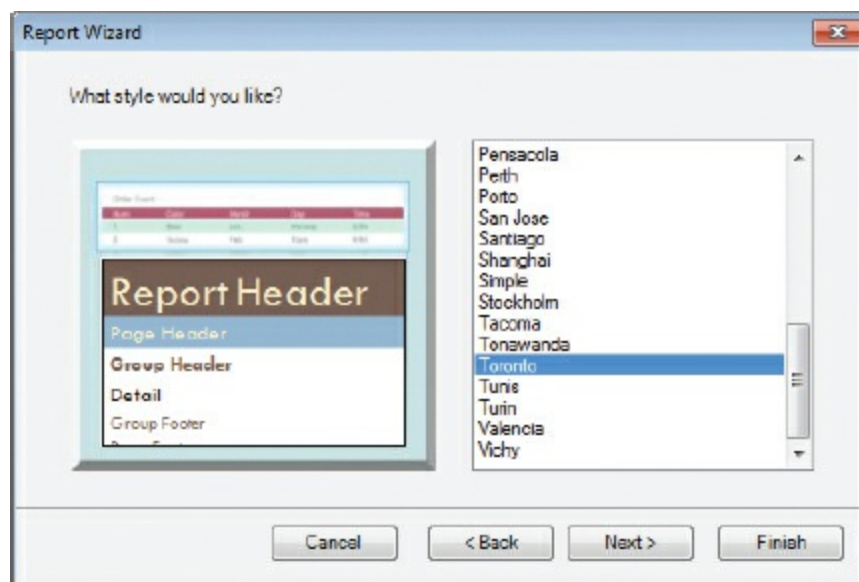 Report Wizard
What style would you like?
Report Header
Page Header
Group Header
Detail
Group Footer
Pensacola
Perth
Porto
San Jose
Santiago
Shanghai
Simple
Stockholm
Tacoma
Tonawanda
Toronto
Tunis
Turin
Valencia
Vichy
Cancel
< Back
Next >
Finish